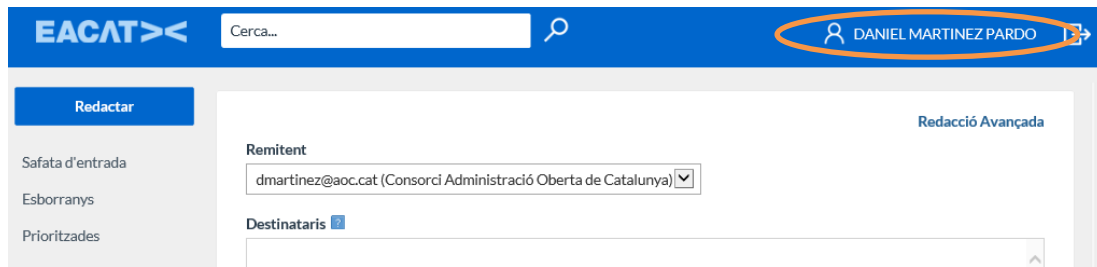 EACAT
Cerca...
DANIEL MARTINEZ PARDO
Redactar
Redacció Avançada
Remitent
Safata d'entrada
dmartinez@aoc.cat (Consorci Administració Oberta de Catalunya)
Esborranys
Destinataris ?
Prioritzades